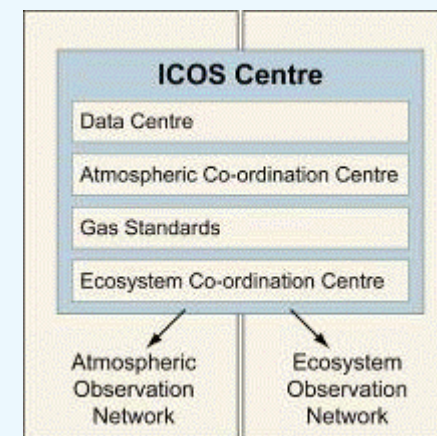 ICOS Centre
Data Centre
Atmospheric Co-ordination Centre
Gas Standards
Ecosystem Co-ordination Centre
Atmospheric
Observation
Network
Ecosystem
Observation
Network